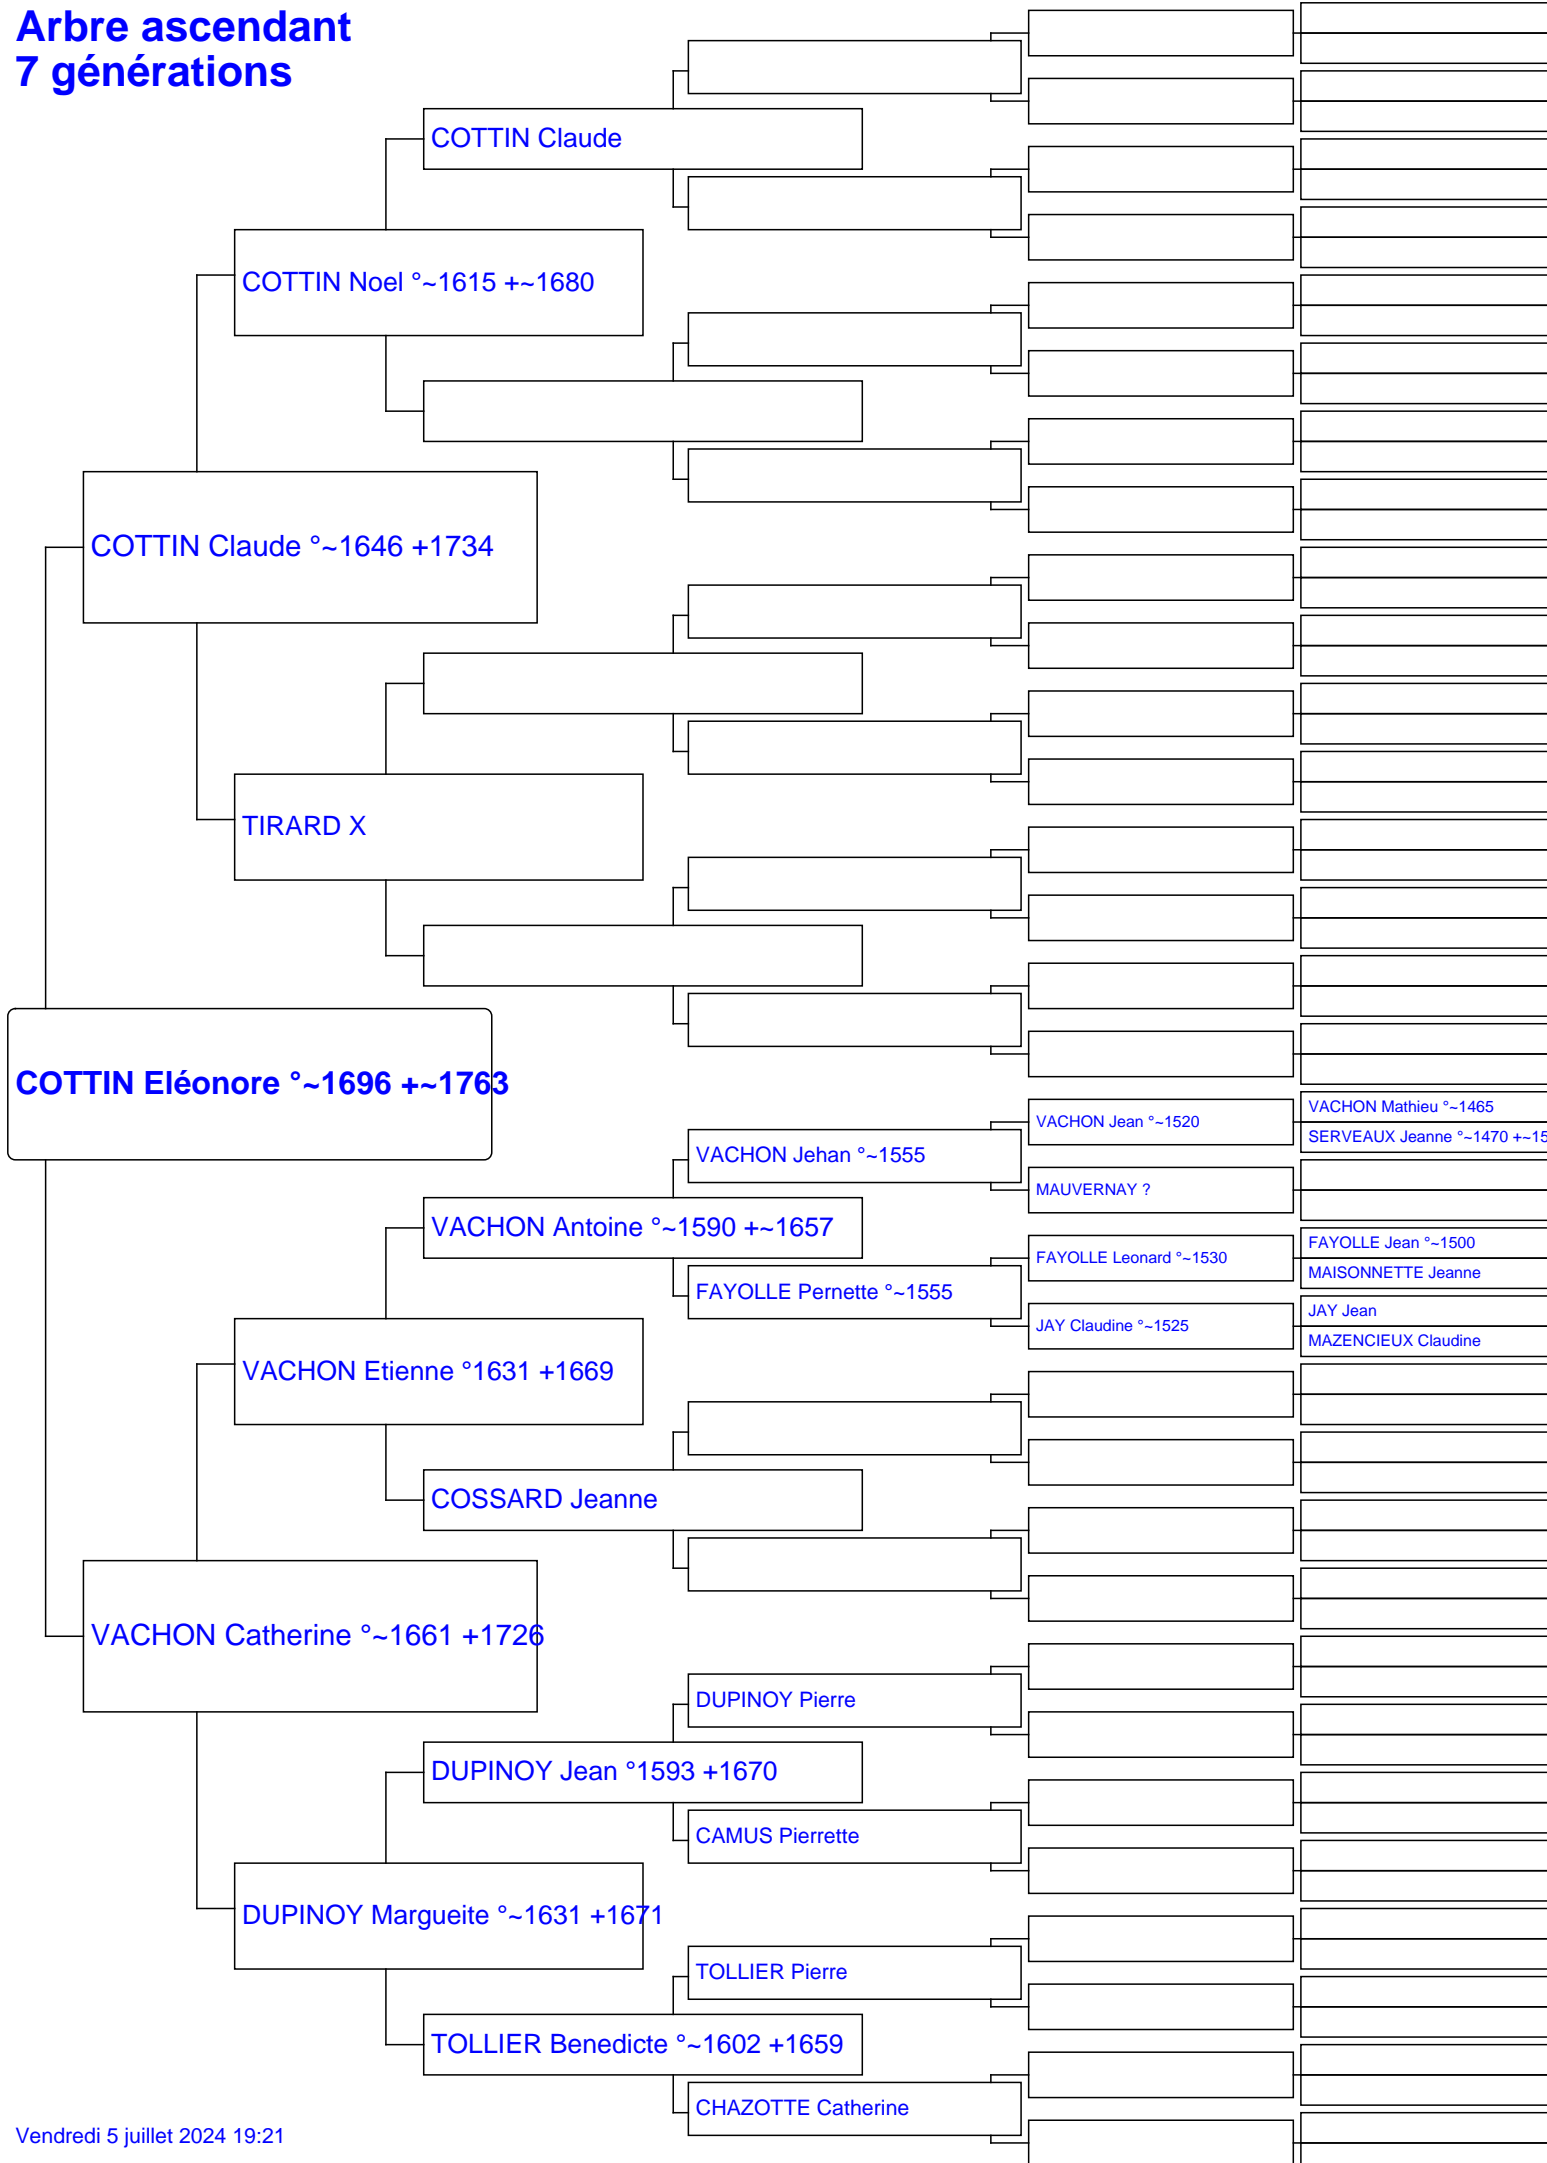 Arbre ascendant
7 générations
COTTIN Claude
COTTIN Noel °~1615 +~1680
COTTIN Claude °~1646 +1734
TIRARD X
COTTIN Eléonore °~1696 +~1763
VACHON Mathieu °~1465
VACHON Jean °~1520
SERVEAUX Jeanne °~1470 +~15
VACHON Jehan °~1555
MAUVERNAY ?
VACHON Antoine °~1590 +~1657
FAYOLLE Jean °~1500
FAYOLLE Leonard °~1530
MAISONNETTE Jeanne
FAYOLLE Pernette °~1555
JAY Jean
JAY Claudine °~1525
MAZENCIEUX Claudine
VACHON Etienne °1631 +1669
COSSARD Jeanne
VACHON Catherine °~1661 +1726
DUPINOY Pierre
DUPINOY Jean °1593 +1670
CAMUS Pierrette
DUPINOY Margueite °~1631 +1671
TOLLIER Pierre
TOLLIER Benedicte °~1602 +1659
CHAZOTTE Catherine
Vendredi 5 juillet 2024 19:21